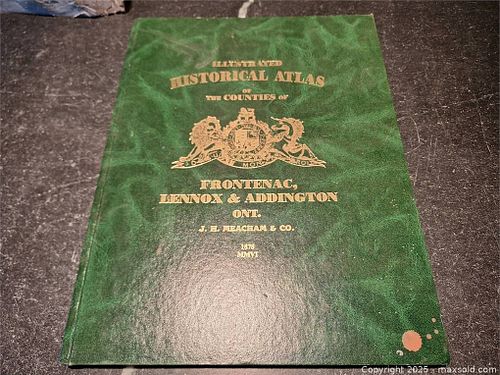 ILLUSTRATED
HISTORICAL ATLAS
OF
THE COUNTIES OF
FRONTENAC,
LENNOX & ADDINGTON
ONT.
J. H. MEACHAM & CO.
1878
MMVI
Copyright © 2025 - maxsold.com